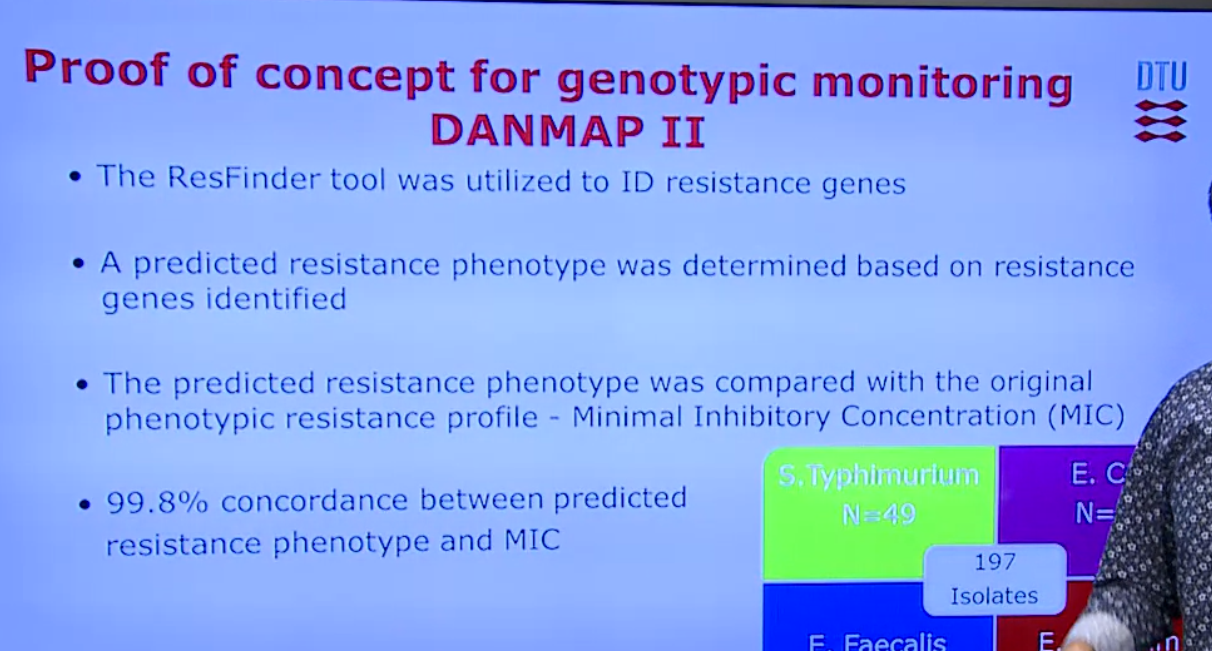 Proof of concept for genotypic monitoring
DANMAP II
DTU
• The ResFinder tool was utilized to ID resistance genes
• A predicted resistance phenotype was determined based on resistance
genes identified
• The predicted resistance phenotype was compared with the original
phenotypic resistance profile - Minimal Inhibitory Concentration (MIC)
• 99.8% concordance between predicted
resistance phenotype and MIC
S.Typhimurium
N=49
E. C
N=
197
Isolates
E. Faecalis
E.